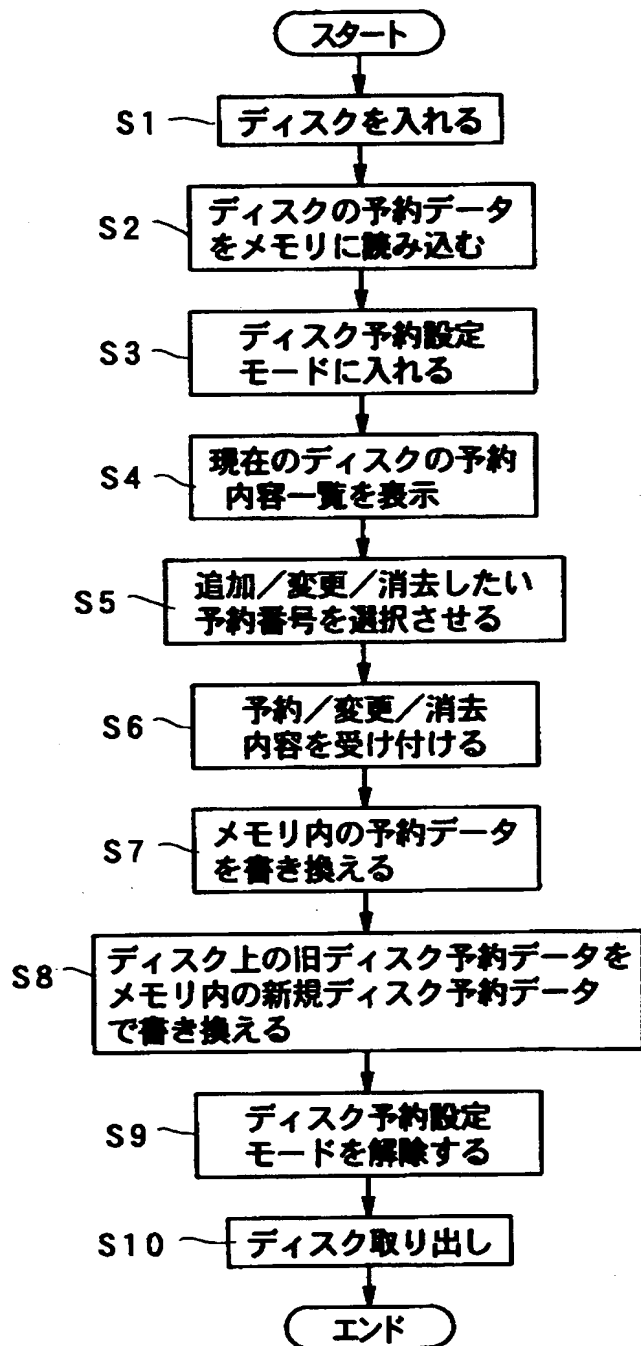 スタート
S1
ディスクを入れる
S2
ディスクの予約データ
をメモリに読み込む
S3
ディスク予約設定
モードに入れる
S4
現在のディスクの予約
内容一覧を表示
S5
追加／変更／消去したい
予約番号を選択させる
S6
予約／変更／消去
内容を受け付ける
S7
メモリ内の予約データ
を書き換える
S8
ディスク上の旧ディスク予約データを
メモリ内の新規ディスク予約データ
で書き換える
S9
ディスク予約設定
モードを解除する
S10
ディスク取り出し
エンド